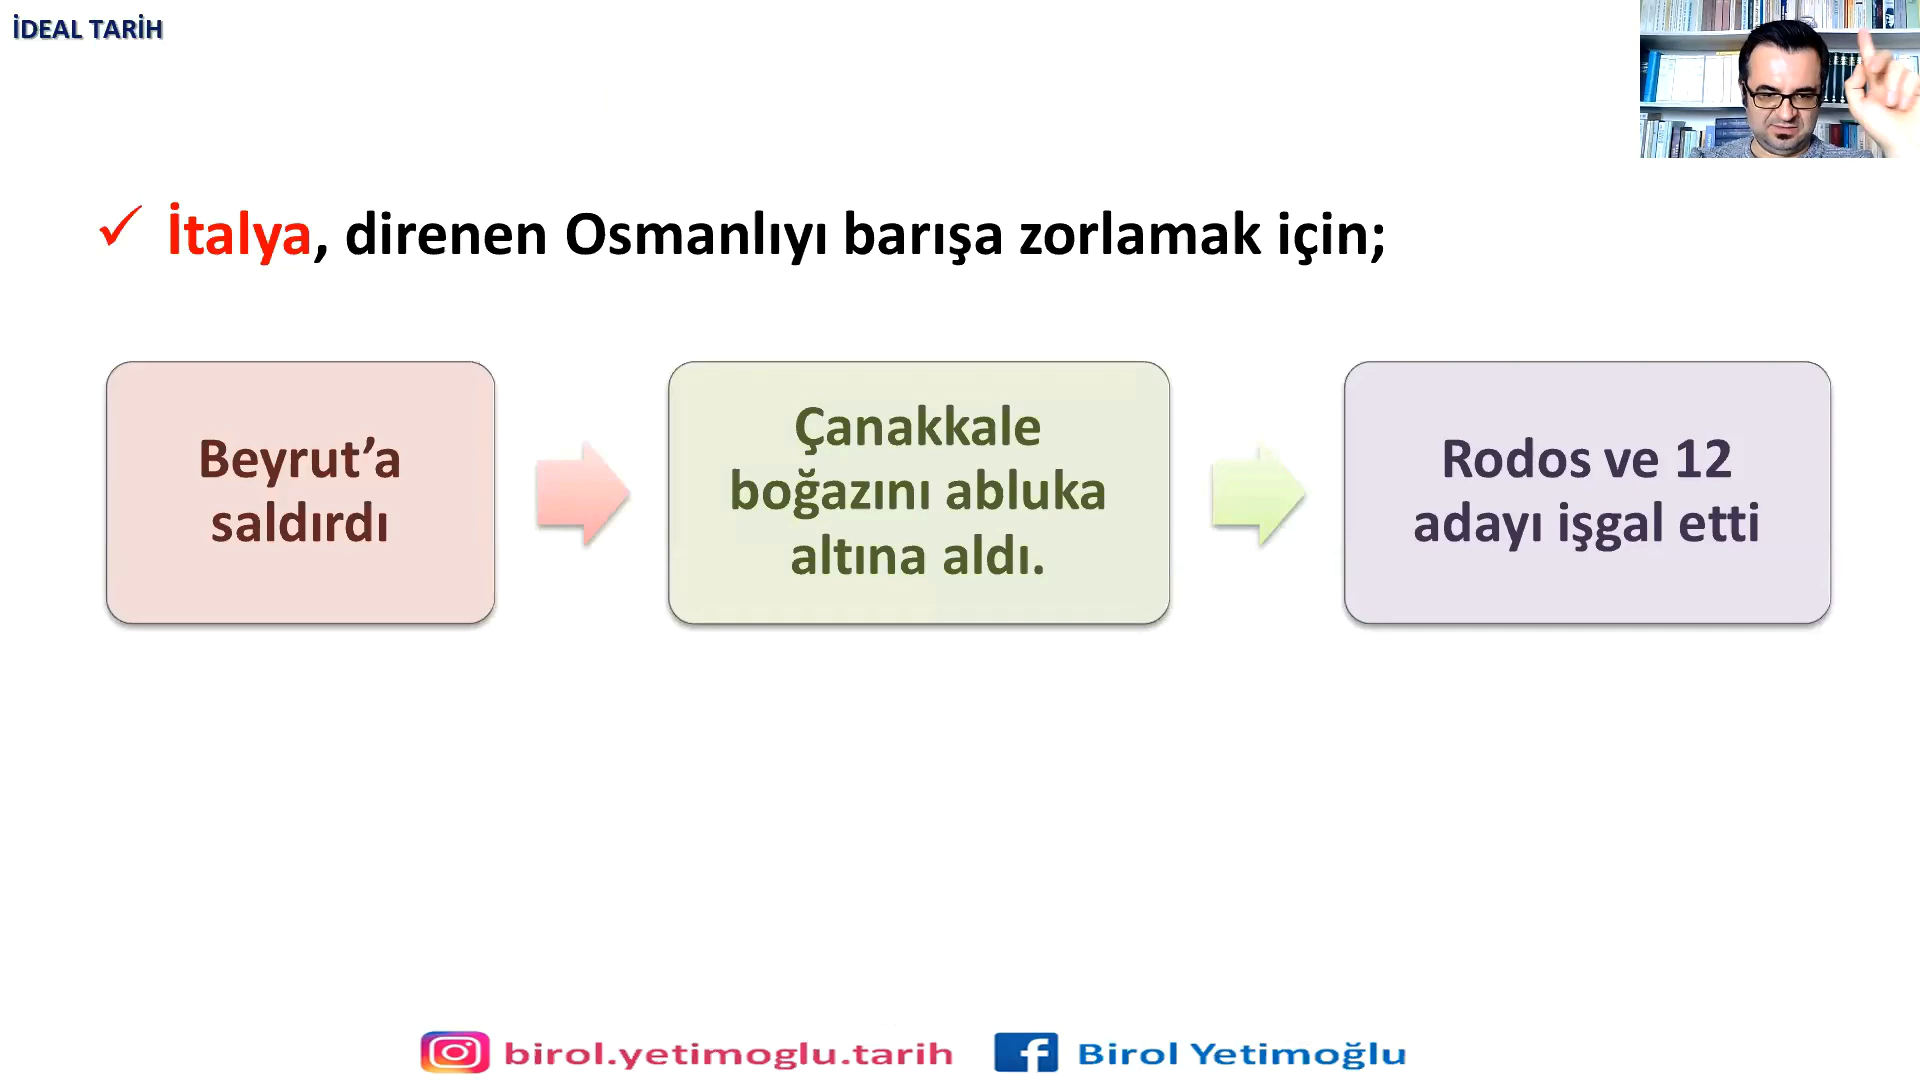 İDEAL TARİH
İtalya, direnen Osmanlıyı barışa zorlamak için;
Beyrut’a
saldırdı
Çanakkale
boğazını abluka
altına aldı.
Rodos ve 12
adayı işgal etti
birol.yetimoglu.tarih
Birol Yetimoğlu